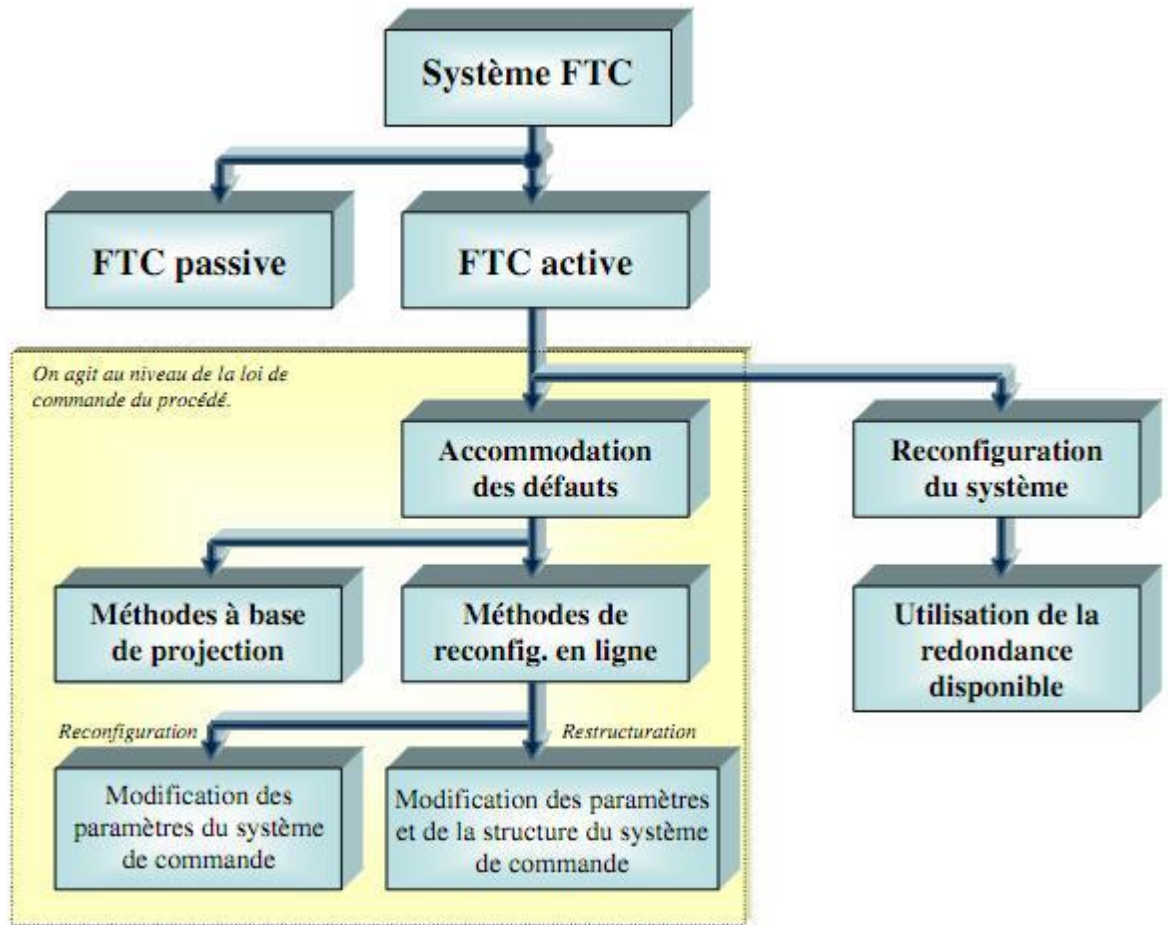 Système FTC
FTC passive
FTC active
On agit au niveau de la loi de
commande du procédé.
Accommodation
des défauts
Reconfiguration
du système
Méthodes à base
de projection
Méthodes de
reconfig. en ligne
Utilisation de la
redondance
disponible
Reconfiguration
Restructuration
Modification des
paramètres du système
de commande
Modification des paramètres
et de la structure du système
de commande